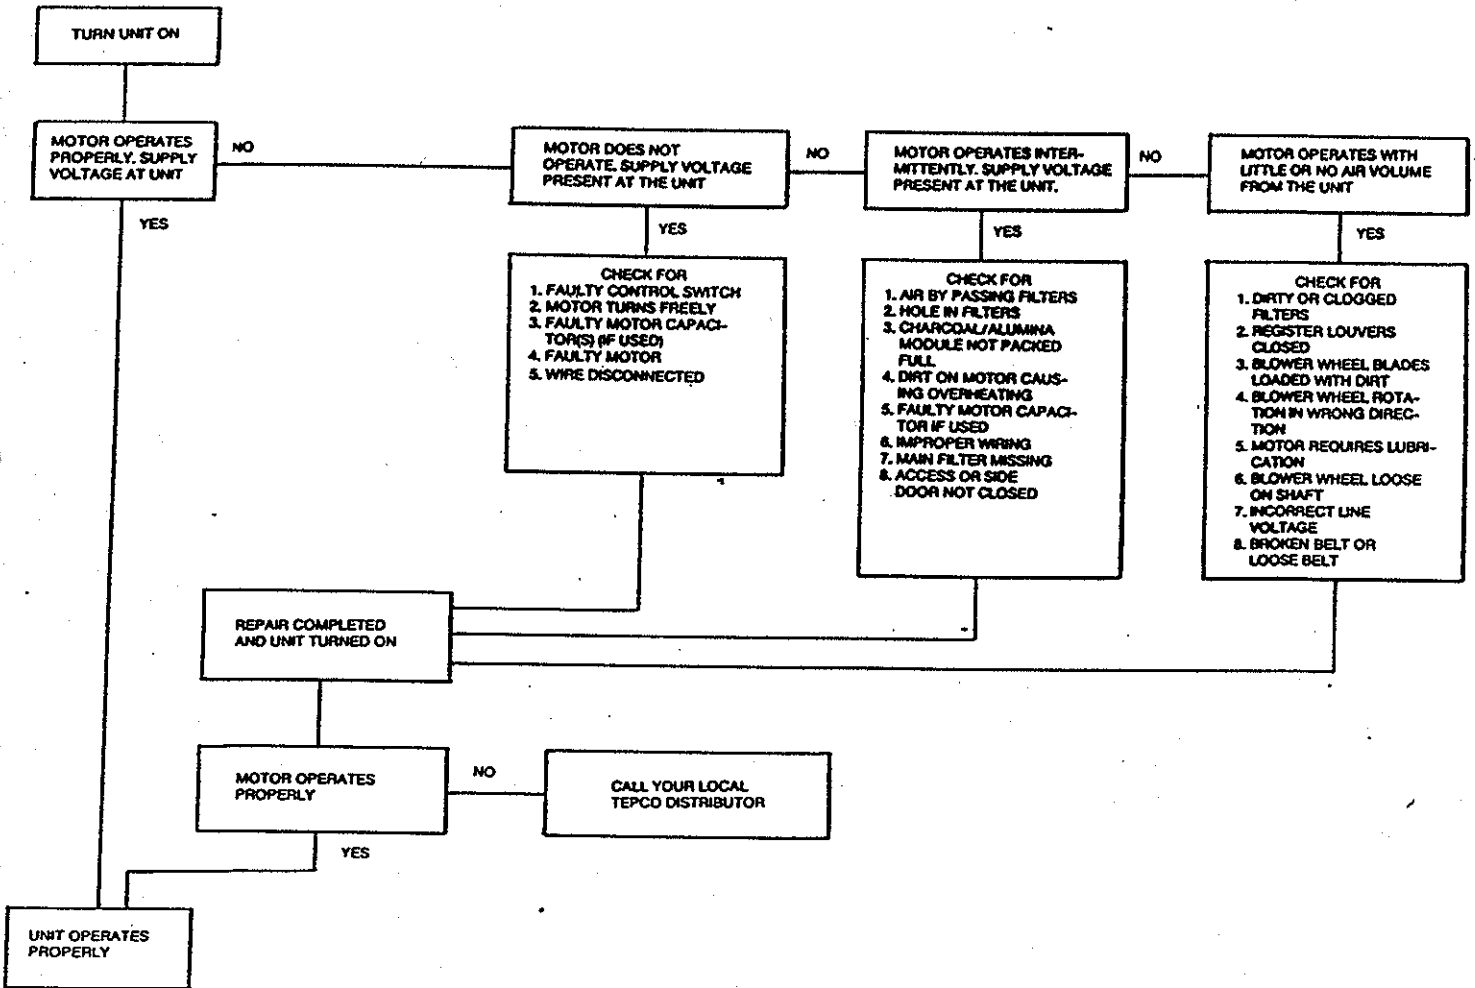 TURN UNIT ON
MOTOR OPERATES
PROPERLY. SUPPLY
VOLTAGE AT UNIT
NO
YES
MOTOR DOES NOT
OPERATE. SUPPLY VOLTAGE
PRESENT AT THE UNIT
NO
YES
MOTOR OPERATES INTER-
MITTENTLY. SUPPLY VOLTAGE
PRESENT AT THE UNIT.
NO
YES
MOTOR OPERATES WITH
LITTLE OR NO AIR VOLUME
FROM THE UNIT
YES
CHECK FOR
1. FAULTY CONTROL SWITCH
2. MOTOR TURNS FREELY
3. FAULTY MOTOR CAPACI-
TOR(S) (IF USED)
4. FAULTY MOTOR
5. WIRE DISCONNECTED
CHECK FOR
1. AIR BY PASSING FILTERS
2. HOLE IN FILTERS
3. CHARCOAL/ALUMINA
MODULE NOT PACKED
FULL
4. DIRT ON MOTOR CAUS-
ING OVERHEATING
5. FAULTY MOTOR CAPACI-
TOR IF USED
6. IMPROPER WIRING
7. MAIN FILTER MISSING
8. ACCESS OR SIDE
DOOR NOT CLOSED
CHECK FOR
1. DIRTY OR CLOGGED
FILTERS
2. REGISTER LOUVERS
CLOSED
3. BLOWER WHEEL BLADES
LOADED WITH DIRT
4. BLOWER WHEEL ROTA-
TION IN WRONG DIREC-
TION
5. MOTOR REQUIRES LUBRI-
CATION
6. BLOWER WHEEL LOOSE
ON SHAFT
7. INCORRECT LINE
VOLTAGE
8. BROKEN BELT OR
LOOSE BELT
REPAIR COMPLETED
AND UNIT TURNED ON
MOTOR OPERATES
PROPERLY
NO
YES
CALL YOUR LOCAL
TEPCO DISTRIBUTOR
UNIT OPERATES
PROPERLY